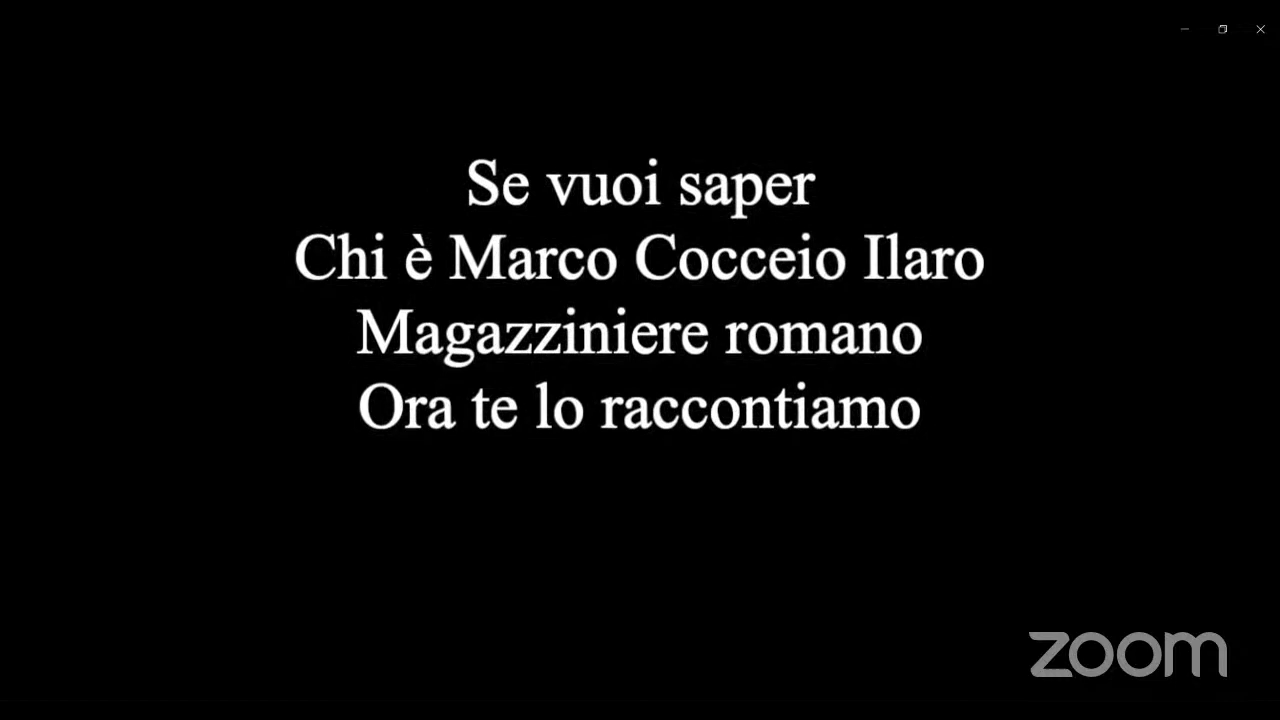 Se vuoi saper
Chi è Marco Cocceio Ilaro
Magazziniere romano
Ora te lo raccontiamo
zoom